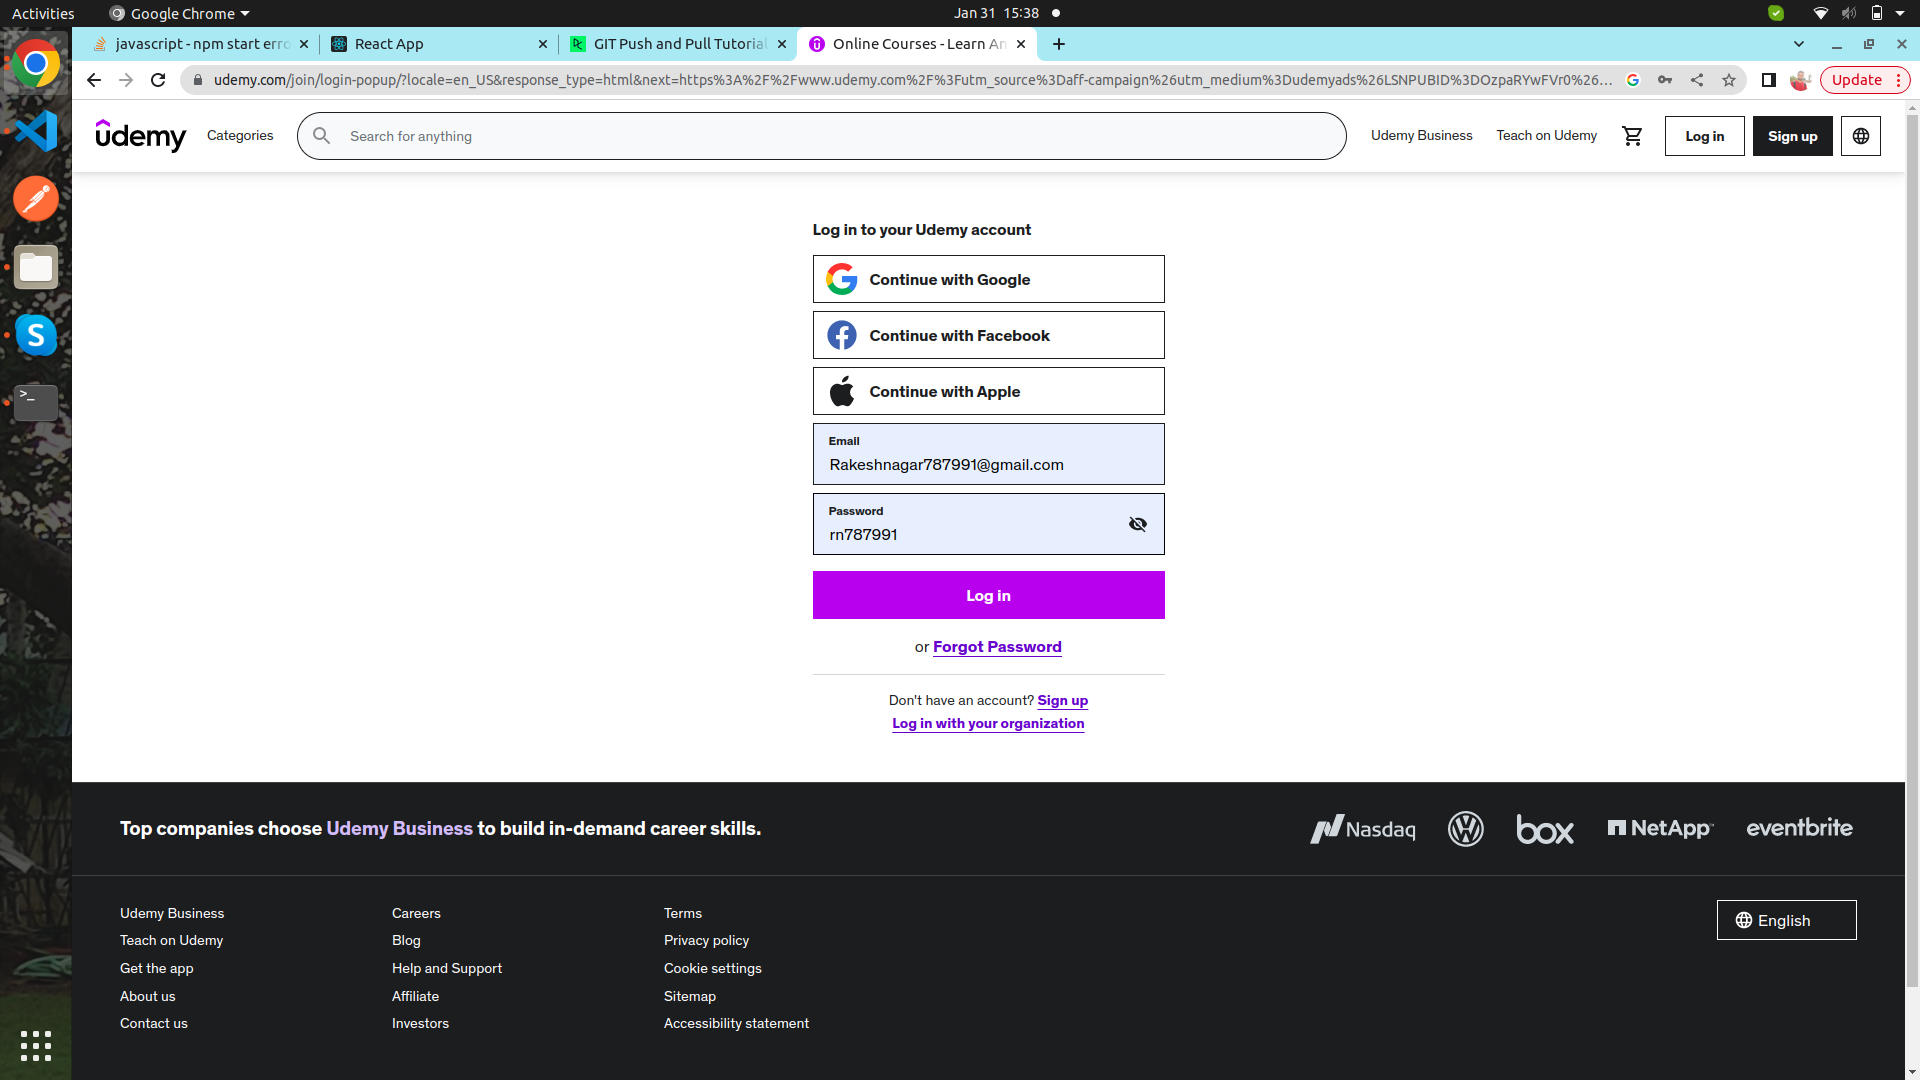 Activities
Google Chrome
Jan 31 15:38
javascript - npm start erro
React App
GIT Push and Pull Tutorial
Online Courses - Learn An
udemy.com/join/login-popup/?locale=en_US&response_type=html&next=https%3A%2F%2Fwww.udemy.com%2F%3Futm_source%3Daff-campaign%26utm_medium%3Dudemyads%26LSNPUBID%3DOzpaRYwFVr0%26...
Update
udemy
Categories
Search for anything
Udemy Business
Teach on Udemy
Log in
Sign up
Log in to your Udemy account
Continue with Google
Continue with Facebook
Continue with Apple
Email
Rakeshnagar787991@gmail.com
Password
rn787991
Log in
or Forgot Password
Don't have an account? Sign up
Log in with your organization
Top companies choose Udemy Business to build in-demand career skills.
Nasdaq
box
NetApp
eventbrite
Udemy Business
Teach on Udemy
Get the app
About us
Contact us
Careers
Blog
Help and Support
Affiliate
Investors
Terms
Privacy policy
Cookie settings
Sitemap
Accessibility statement
English